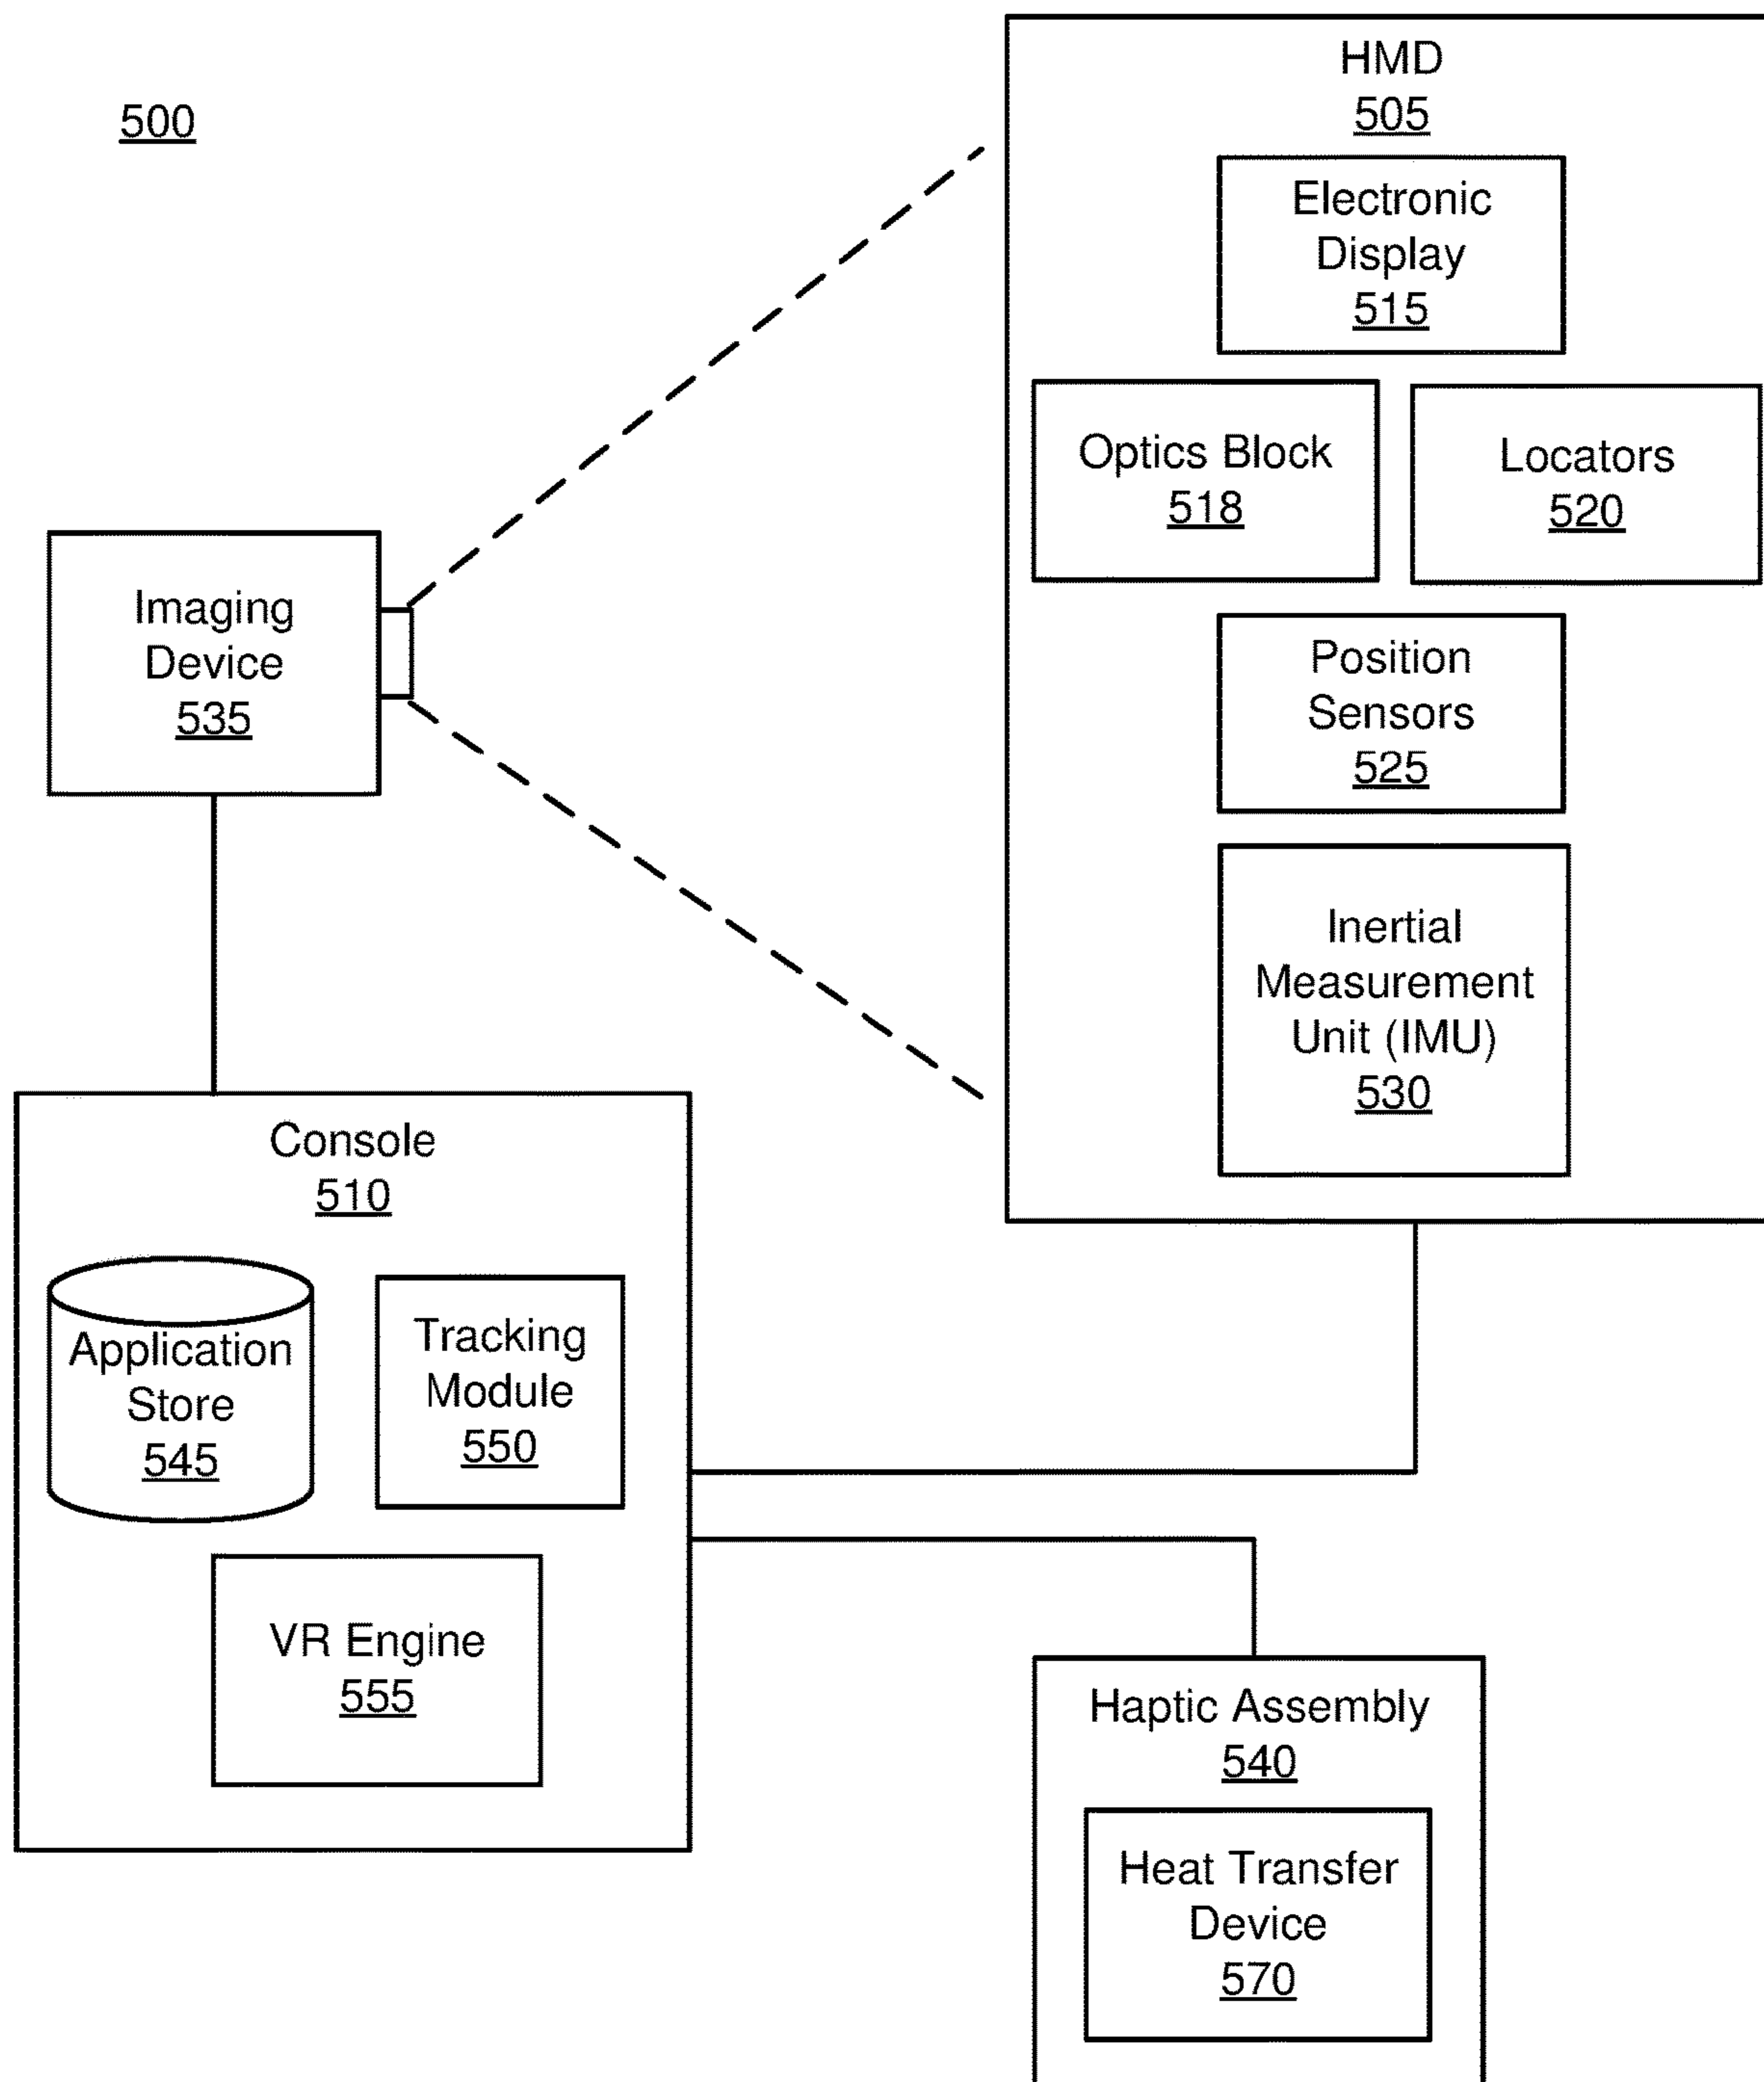 500
HMD
505
Electronic
Display
515
Optics Block
518
Locators
520
Position
Sensors
525
Inertial
Measurement
Unit (IMU)
530
Imaging
Device
535
Console
510
Application
Store
545
Tracking
Module
550
VR Engine
555
Haptic Assembly
540
Heat Transfer
Device
570